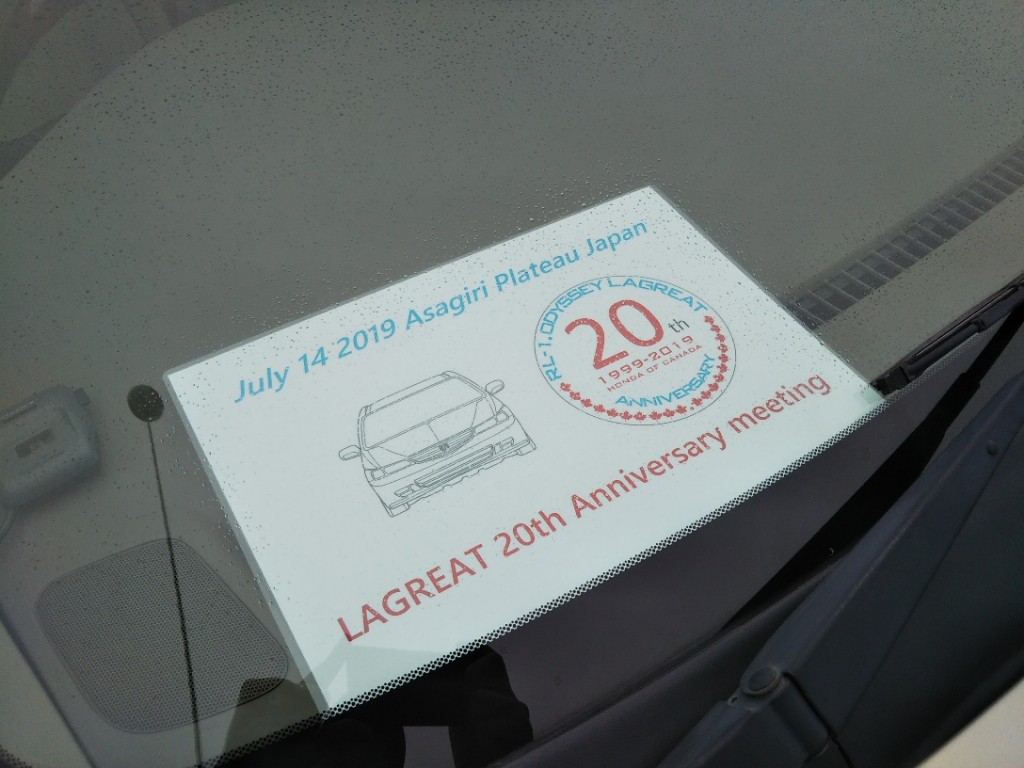 July 14 2019 Asagiri Plateau Japan
RL-1.ODYSSEY LAGREAT
20th
1999-2019
HONDA OF CANADA
ANNIVERSARY
LAGREAT 20th Anniversary meeting